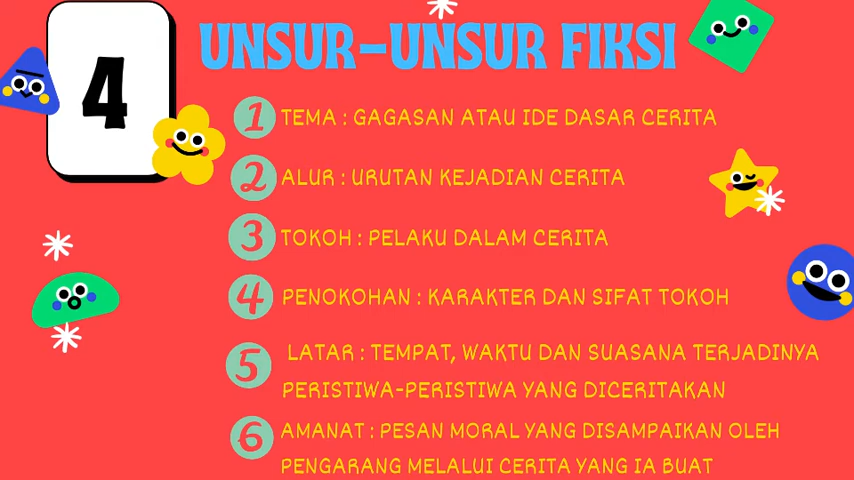 4
UNSUR-UNSUR FIKSI
1 TEMA : GAGASAN ATAU IDE DASAR CERITA
2 ALUR : URUTAN KEJADIAN CERITA
3 TOKOH : PELAKU DALAM CERITA
4 PENOKOHAN : KARAKTER DAN SIFAT TOKOH
5 LATAR : TEMPAT, WAKTU DAN SUASANA TERJADINYA
PERISTIWA-PERISTIWA YANG DICERITAKAN
6 AMANAT : PESAN MORAL YANG DISAMPAIKAN OLEH
PENGARANG MELALUI CERITA YANG IA BUAT